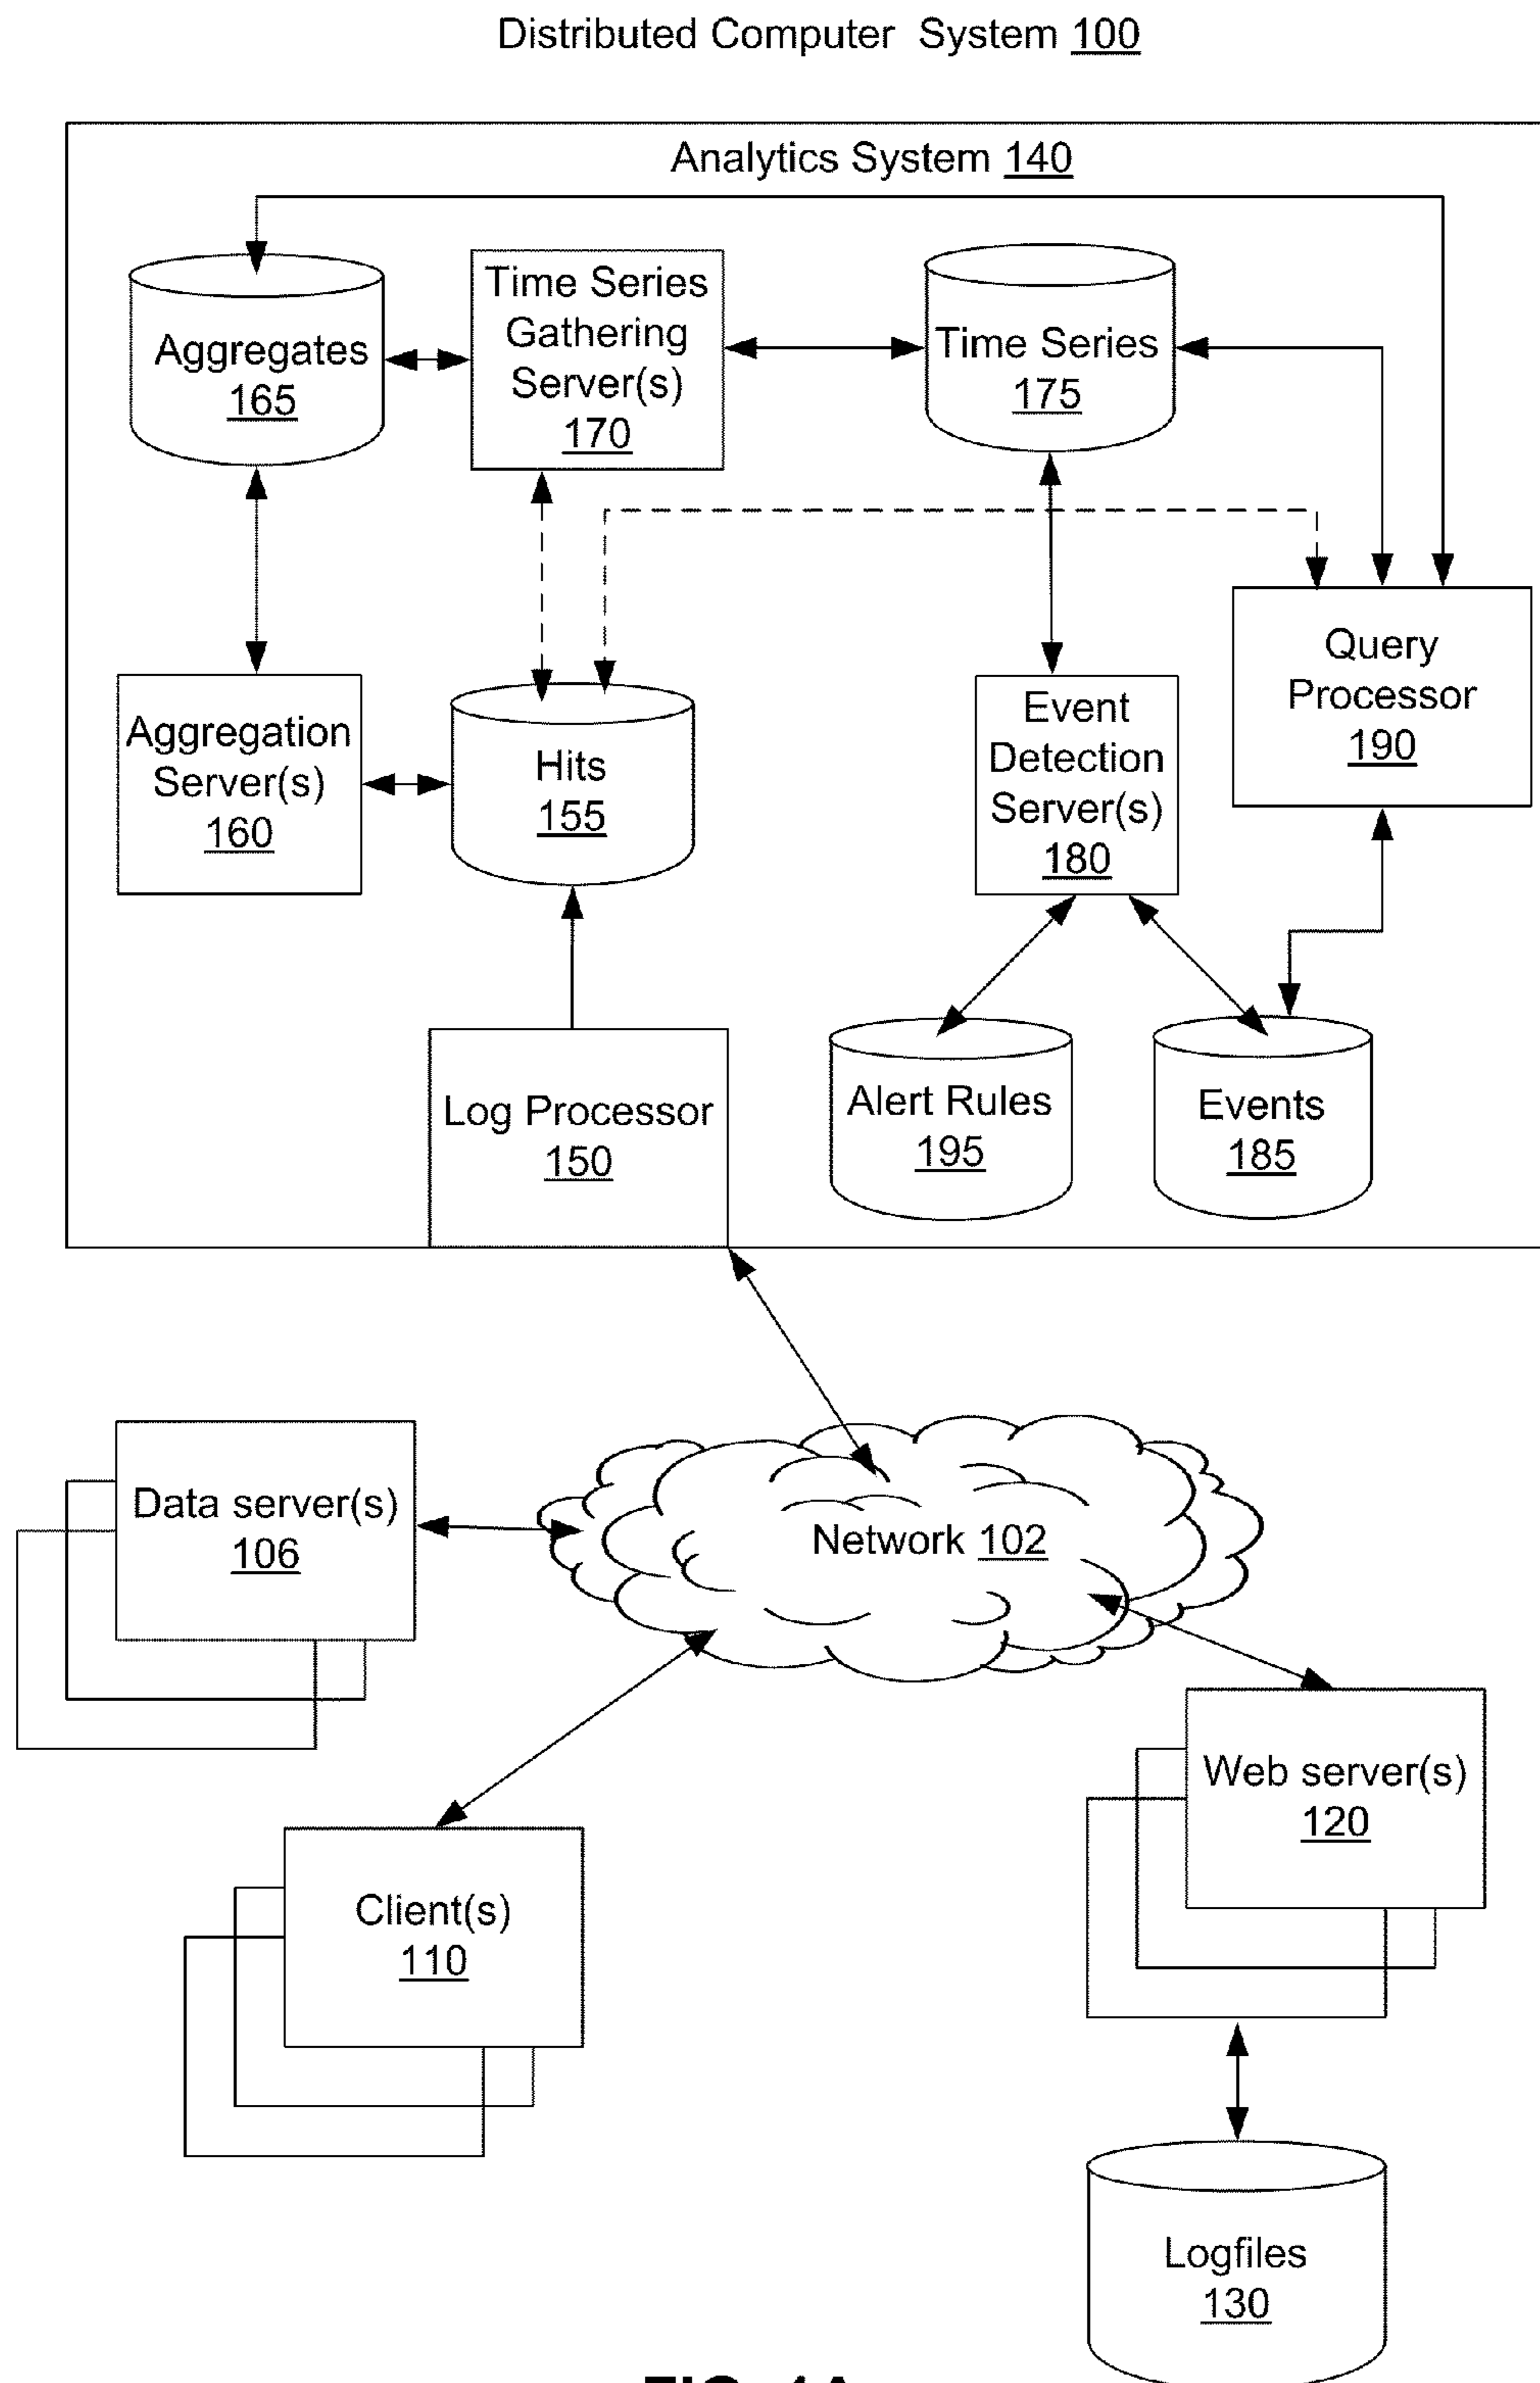 Distributed Computer System 100
Analytics System 140
Aggregates
165
Time Series
Gathering
Server(s)
170
Time Series
175
Query
Processor
190
Aggregation
Server(s)
160
Hits
155
Event
Detection
Server(s)
180
Log Processor
150
Alert Rules
195
Events
185
Data server(s)
106
Network 102
Web server(s)
120
Client(s)
110
Logfiles
130
FIG. 1A